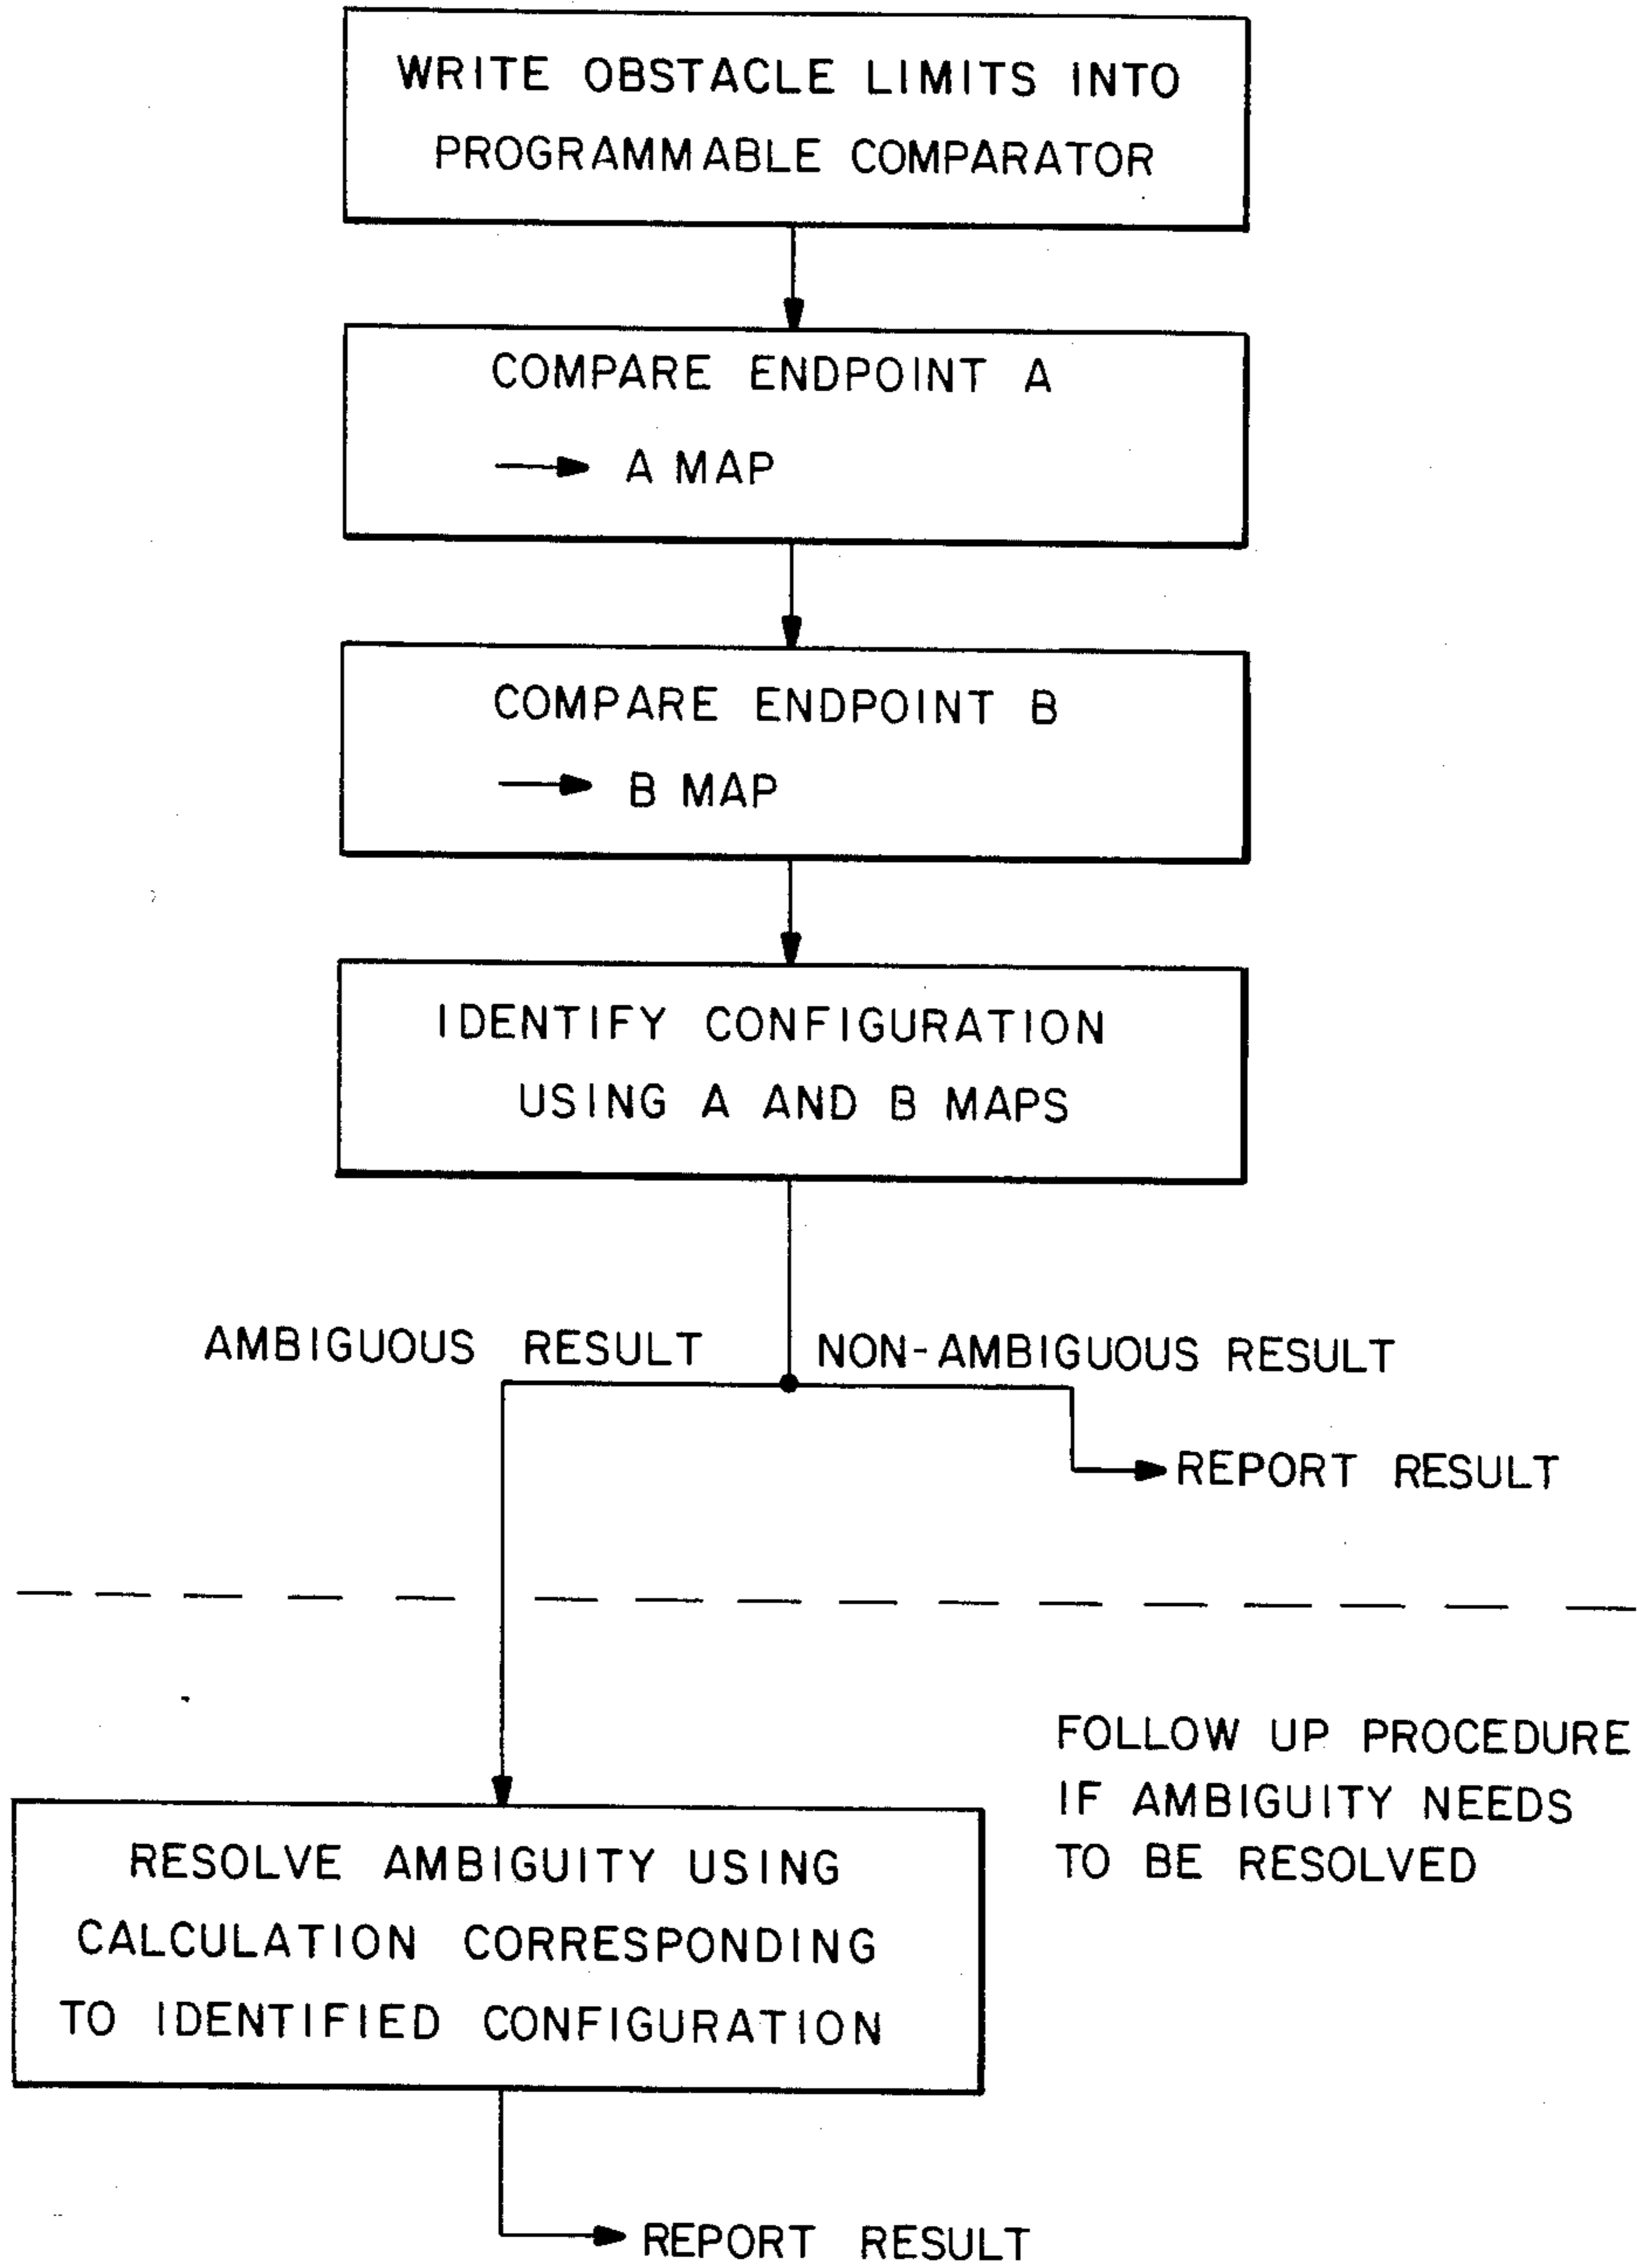 WRITE OBSTACLE LIMITS INTO
PROGRAMMABLE COMPARATOR
COMPARE ENDPOINT A
A MAP
COMPARE ENDPOINT B
B MAP
IDENTIFY CONFIGURATION
USING A AND B MAPS
AMBIGUOUS RESULT
NON-AMBIGUOUS RESULT
REPORT RESULT
FOLLOW UP PROCEDURE
IF AMBIGUITY NEEDS
TO BE RESOLVED
RESOLVE AMBIGUITY USING
CALCULATION CORRESPONDING
TO IDENTIFIED CONFIGURATION
REPORT RESULT